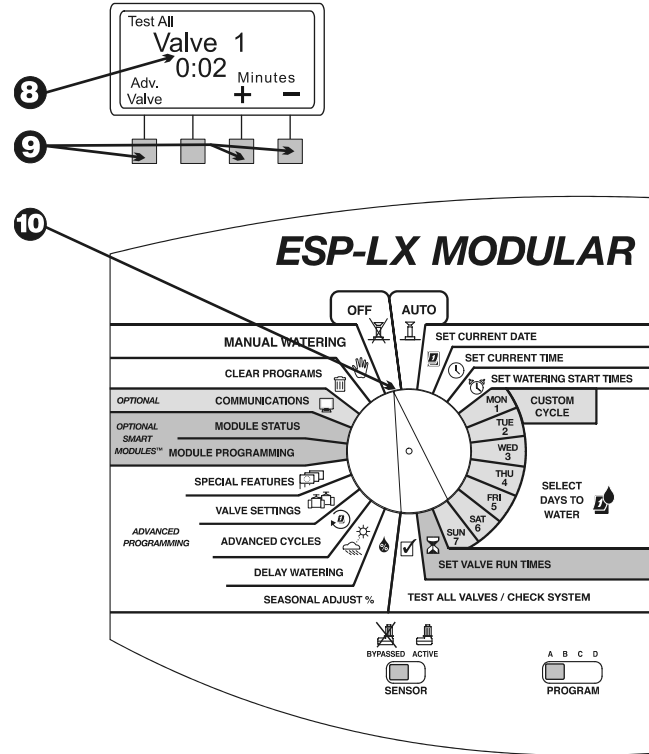 Test All
Valve 1
0:02 Minutes
Adv.
Valve
+ −
8
9
10
ESP-LX MODULAR
OFF
AUTO
MANUAL WATERING
SET CURRENT DATE
CLEAR PROGRAMS
SET CURRENT TIME
SET WATERING START TIMES
OPTIONAL
COMMUNICATIONS
MON
1
CUSTOM
CYCLE
OPTIONAL
SMART
MODULES™
MODULE STATUS
MODULE PROGRAMMING
TUE
2
WED
3
THU
4
FRI
5
SAT
6
SUN
7
SELECT
DAYS TO
WATER
SPECIAL FEATURES
VALVE SETTINGS
ADVANCED
PROGRAMMING
ADVANCED CYCLES
DELAY WATERING
SEASONAL ADJUST %
SET VALVE RUN TIMES
TEST ALL VALVES / CHECK SYSTEM
BYPASSED ACTIVE
SENSOR
A B C D
PROGRAM